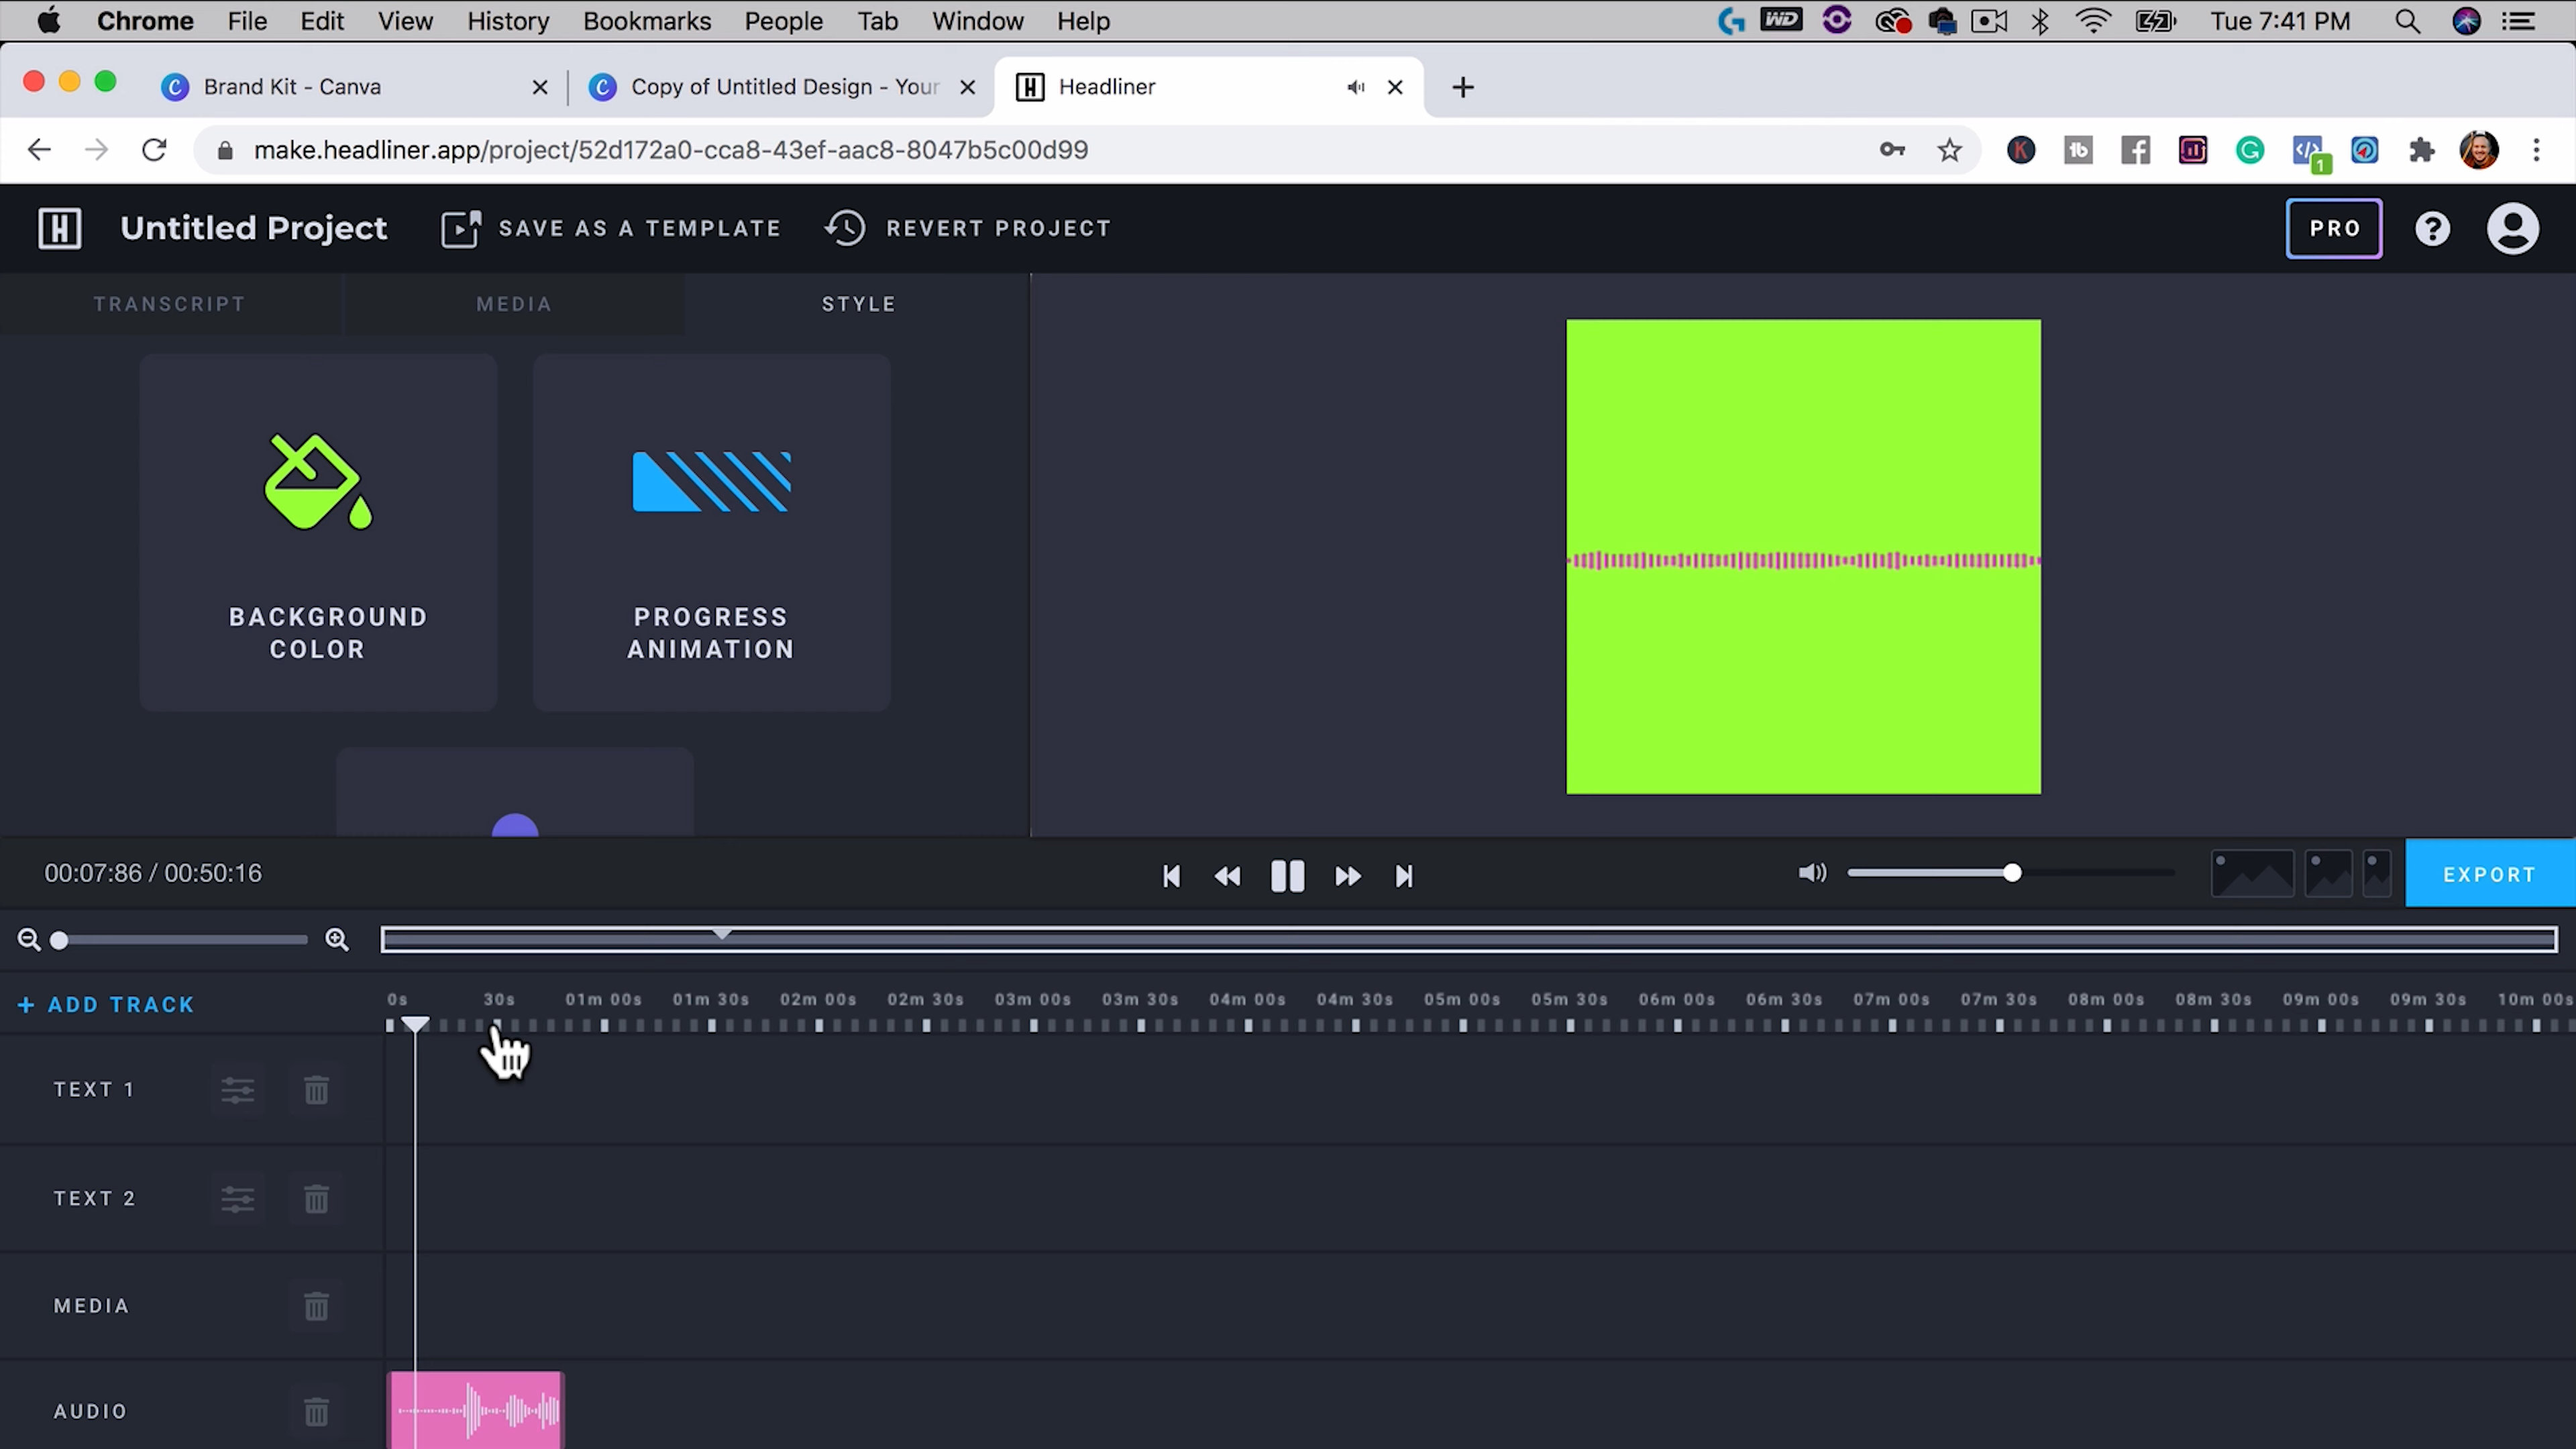 Chrome File Edit View History Bookmarks People Tab Window Help WD Tue 7:41 PM
Brand Kit - Canva Copy of Untitled Design - Your Headliner
make.headliner.app/project/52d172a0-cca8-43ef-aac8-8047b5c00d99 K tb 1
Untitled Project SAVE AS A TEMPLATE REVERT PROJECT PRO ?
TRANSCRIPT MEDIA STYLE
BACKGROUND
COLOR
PROGRESS
ANIMATION
00:07:86 / 00:50:16 EXPORT
+ ADD TRACK 0s 30s 01m 00s 01m 30s 02m 00s 02m 30s 03m 00s 03m 30s 04m 00s 04m 30s 05m 00s 05m 30s 06m 00s 06m 30s 07m 00s 07m 30s 08m 00s 08m 30s 09m 00s 09m 30s 10m 00s
TEXT 1
TEXT 2
MEDIA
AUDIO